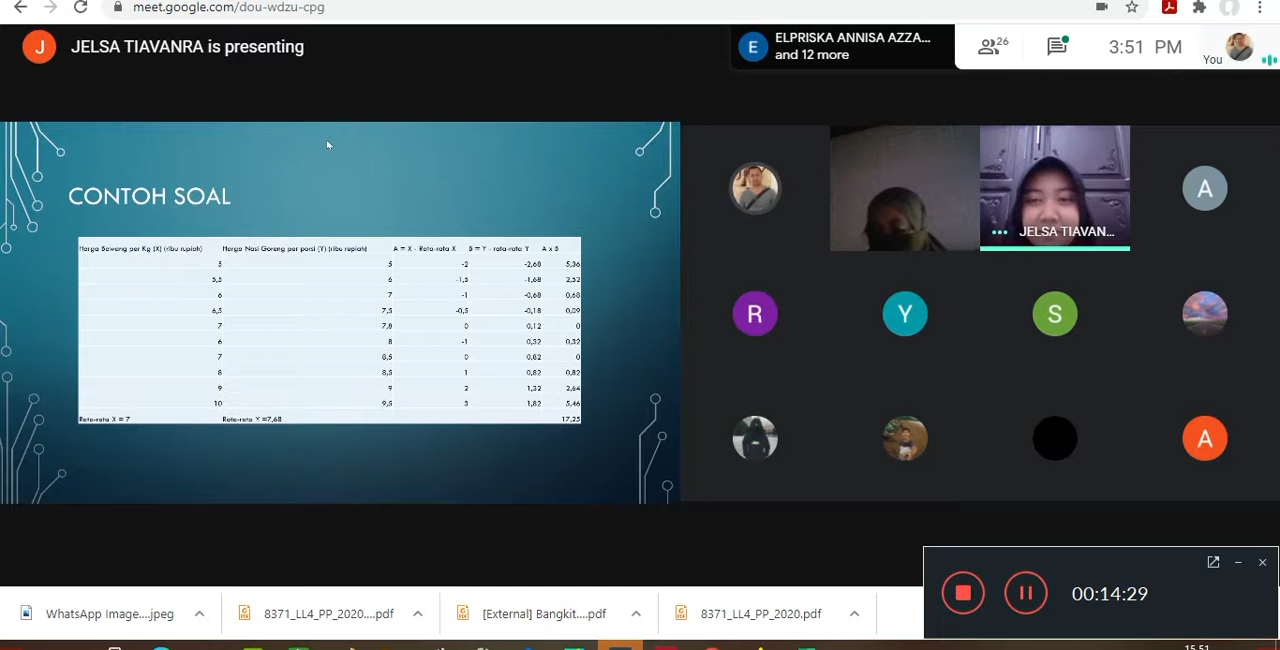 meet.google.com/dou-wdzu-cpg
J
JELSA TIAVANRA is presenting
E
ELPRISKA ANNISA AZZA...
and 12 more
26
3:51 PM
You
CONTOH SOAL
Harga Bawang per Kg (X) (ribu rupiah) Harga Nasi Goreng per porsi (Y) (ribu rupiah) A = X - Rata-rata X B = Y - rata-rata Y A x B
5 5 -2 -2,68 5,36
5,5 6 -1,5 -1,68 2,52
6 7 -1 -0,68 0,68
6,5 7,5 -0,5 -0,18 0,09
7 7,8 0 0,12 0
6 8 -1 0,32 0,32
7 8,5 0 0,82 0
8 8,5 1 0,82 0,82
9 9 2 1,32 2,64
10 9,5 3 1,82 5,46
Rata-rata X = 7 Rata-rata Y =7,68 17,25
JELSA TIAVAN...
A
R
Y
S
A
00:14:29
WhatsApp Image....jpeg
8371_LL4_PP_2020....pdf
[External] Bangkit....pdf
8371_LL4_PP_2020.pdf
15.51